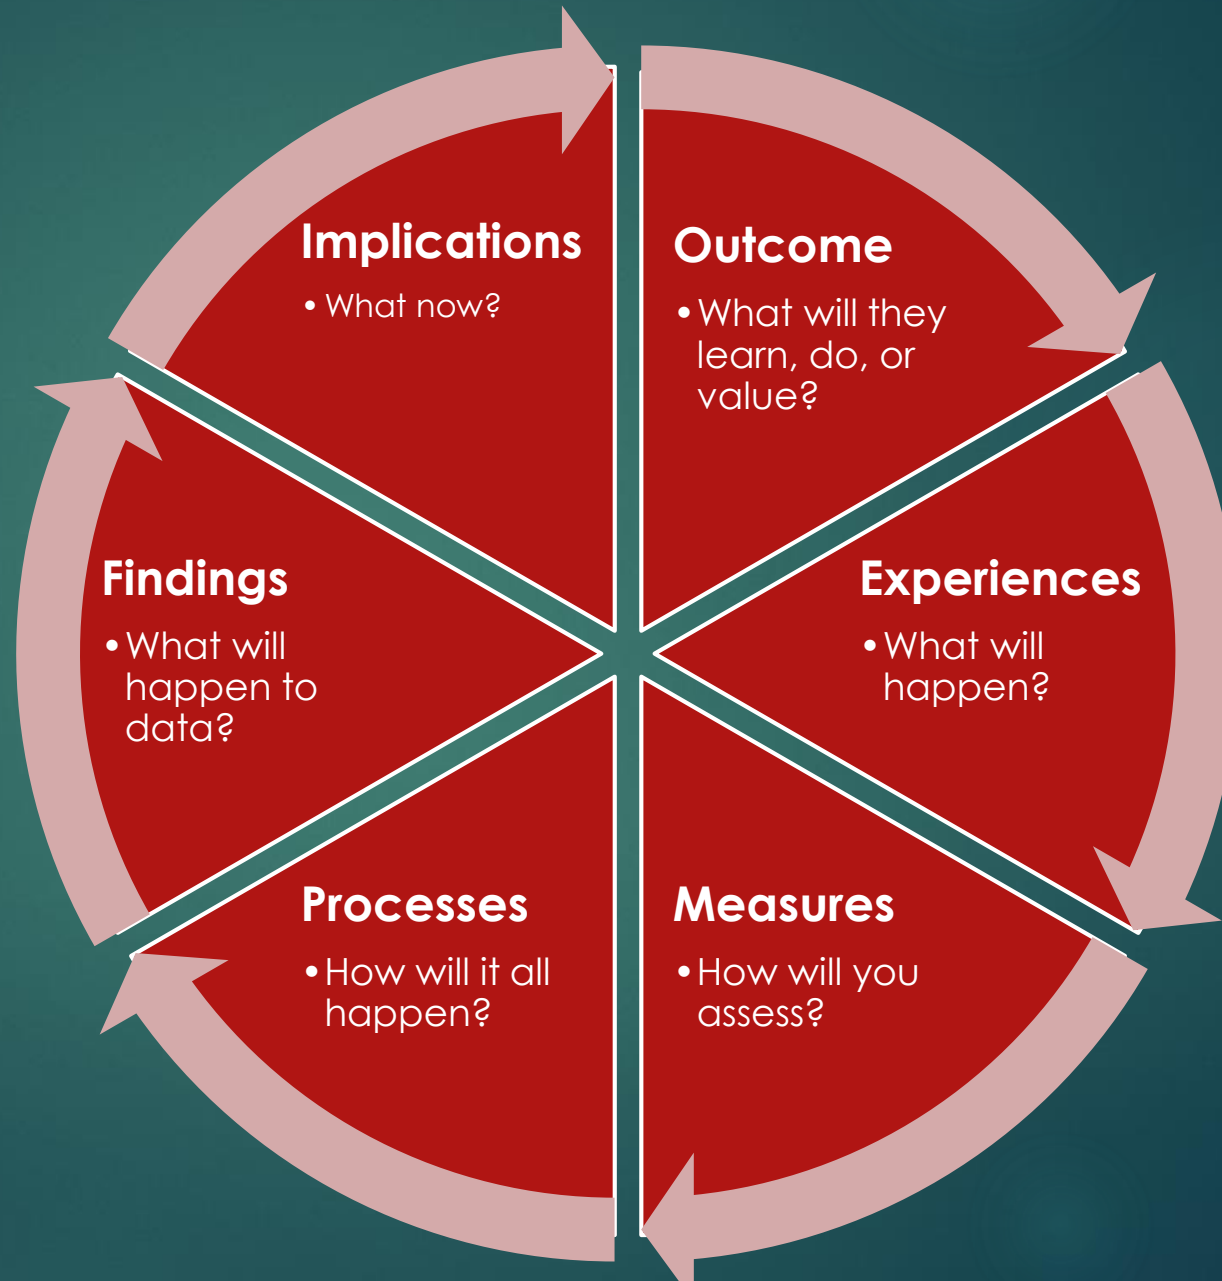 Outcome
• What will they
learn, do, or
value?
Experiences
• What will
happen?
Measures
• How will you
assess?
Processes
• How will it all
happen?
Findings
• What will
happen to
data?
Implications
• What now?